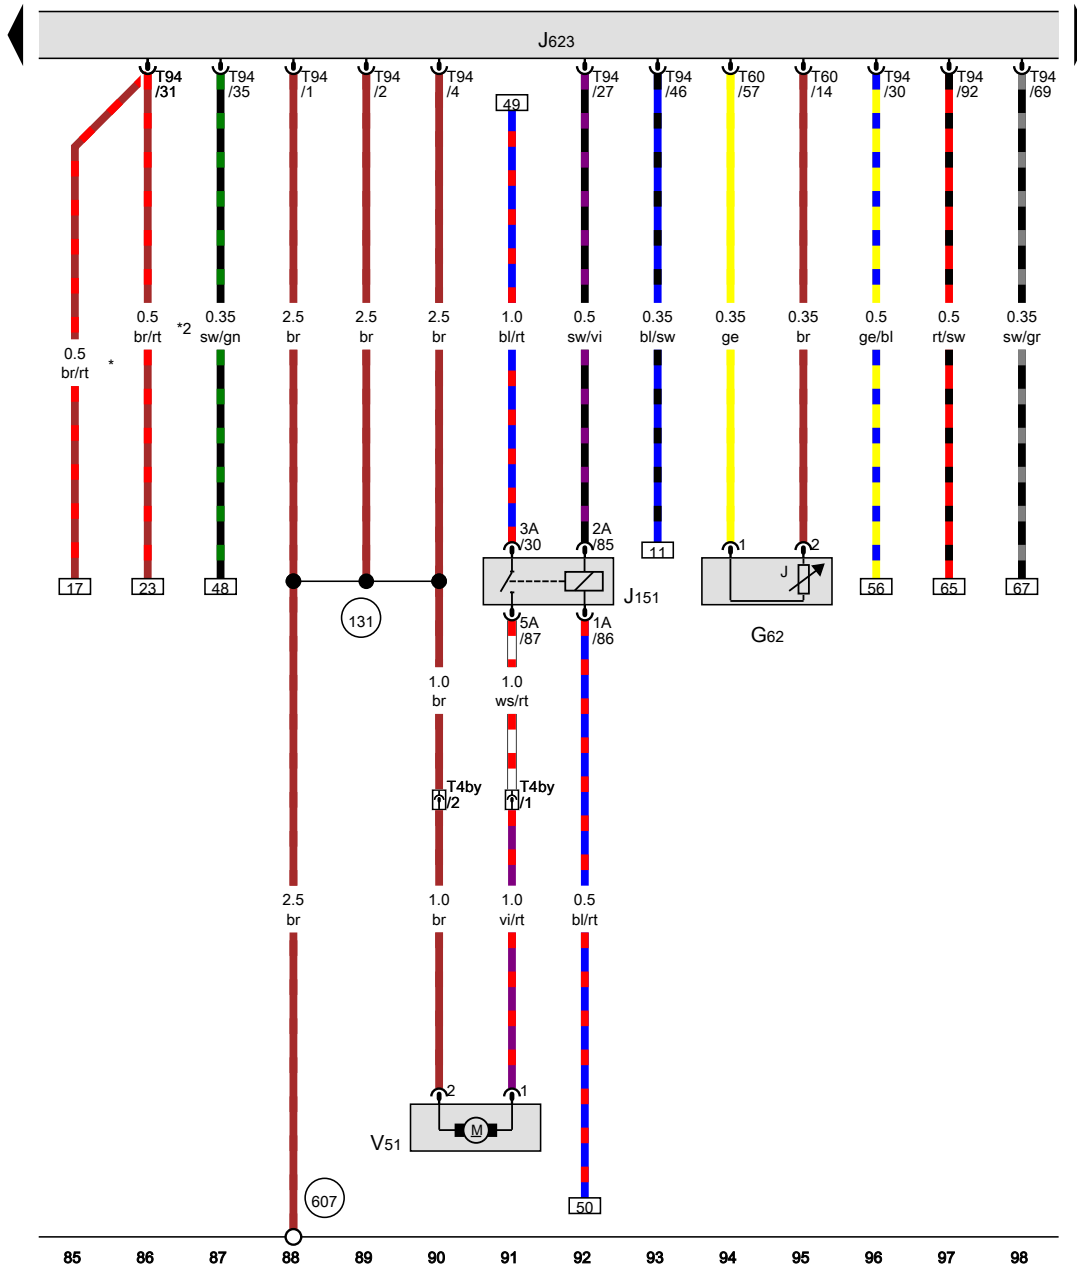 J623
T94 T94 T94 T94 T94 T94 T94 T60 T60 T94 T94 T94
/31 /35 /1 /2 /4 /27 /46 /57 /14 /30 /92 /69
49
0.5 0.35 2.5 2.5 2.5 1.0 0.5 0.35 0.35 0.35 0.5 0.5 0.35
br/rt *2 sw/gn br br br bl/rt sw/vi bl/sw ge br ge/bl rt/sw sw/gr
0.5
br/rt *
3A 2A
/30 /85 11 1 2
17 23 48 J 56 65 67
J151
131 5A 1A
/87 /86 G62
1.0 1.0
br ws/rt
T4by T4by
/2 /1
2.5 1.0 1.0 0.5
br br vi/rt bl/rt
2 1
M
V51
607 50
85 86 87 88 89 90 91 92 93 94 95 96 97 98